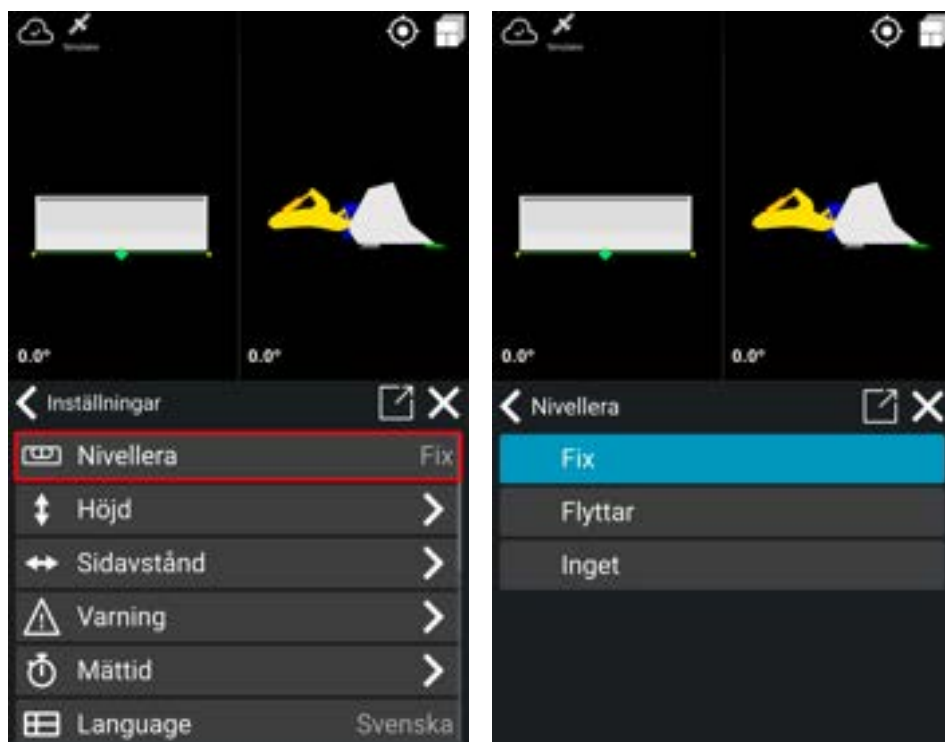 0.0°
0.0°
Inställningar
Nivellera Fix
Höjd
Sidavstånd
Varning
Mättid
Language Svenska
0.0°
0.0°
Nivellera
Fix
Flyttar
Inget